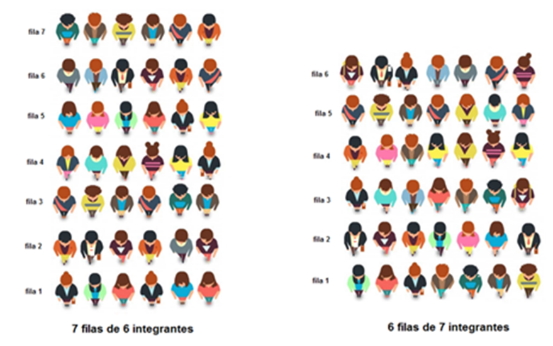 fila 7
fila 6
fila 5
fila 4
fila 3
fila 2
fila 1
7 filas de 6 integrantes
fila 6
fila 5
fila 4
fila 3
fila 2
fila 1
6 filas de 7 integrantes